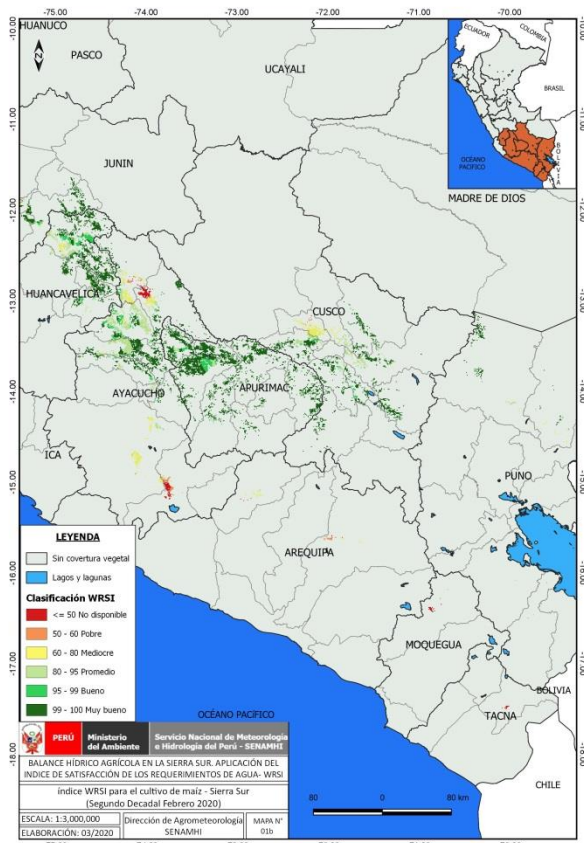 -75.00 -74.00 -73.00 -72.00 -71.00 -70.00
-10.00
-11.00
-12.00
-13.00
-14.00
-15.00
-16.00
-17.00
-18.00
HUANUCO
PASCO
UCAYALI
JUNIN
MADRE DE DIOS
HUANCAVELICA
CUSCO
AYACUCHO
APURIMAC
ICA
PUNO
AREQUIPA
MOQUEGUA
TACNA
BOLIVIA
CHILE
OCÉANO PACÍFICO
ECUADOR
COLOMBIA
BRASIL
BOLIVIA
OCÉANO
PACIFICO
LEYENDA
Sin covertura vegetal
Lagos y lagunas
Clasificación WRSI
<= 50 No disponible
50 - 60 Pobre
60 - 80 Mediocre
80 - 95 Promedio
95 - 99 Bueno
99 - 100 Muy bueno
PERÚ
Ministerio
del Ambiente
Servicio Nacional de Meteorología
e Hidrología del Perú - SENAMHI
BALANCE HÍDRICO AGRÍCOLA EN LA SIERRA SUR. APLICACIÓN DEL
INDICE DE SATISFACCIÓN DE LOS REQUERIMIENTOS DE AGUA- WRSI
índice WRSI para el cultivo de maíz - Sierra Sur
(Segundo Decadal Febrero 2020)
ESCALA: 1:3,000,000
ELABORACIÓN: 03/2020
Dirección de Agrometeorología
SENAMHI
MAPA N°
01b
80 0 80 km